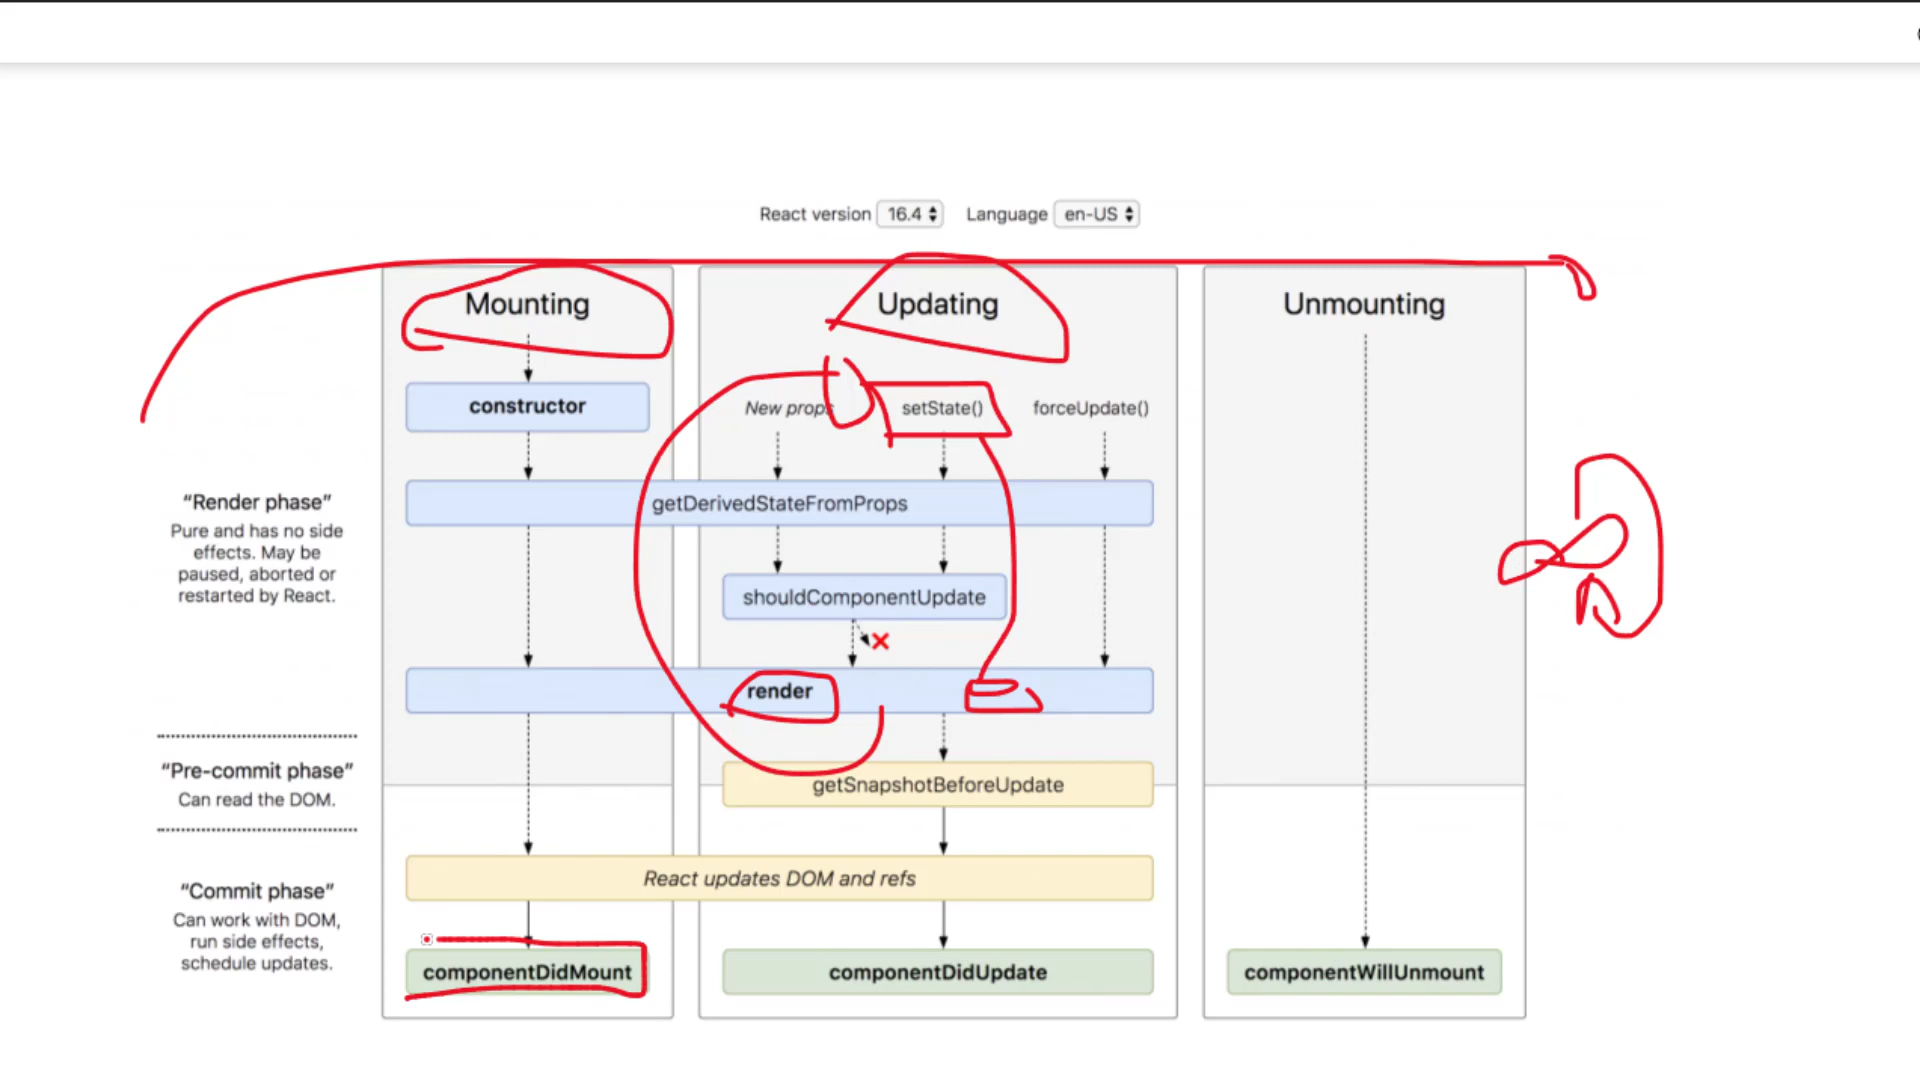 React version 16.4 Language en-US
Mounting
Updating
Unmounting
constructor
New props
setState()
forceUpdate()
getDerivedStateFromProps
shouldComponentUpdate
render
getSnapshotBeforeUpdate
React updates DOM and refs
componentDidMount
componentDidUpdate
componentWillUnmount
“Render phase”
Pure and has no side
effects. May be
paused, aborted or
restarted by React.
“Pre-commit phase”
Can read the DOM.
“Commit phase”
Can work with DOM,
run side effects,
schedule updates.